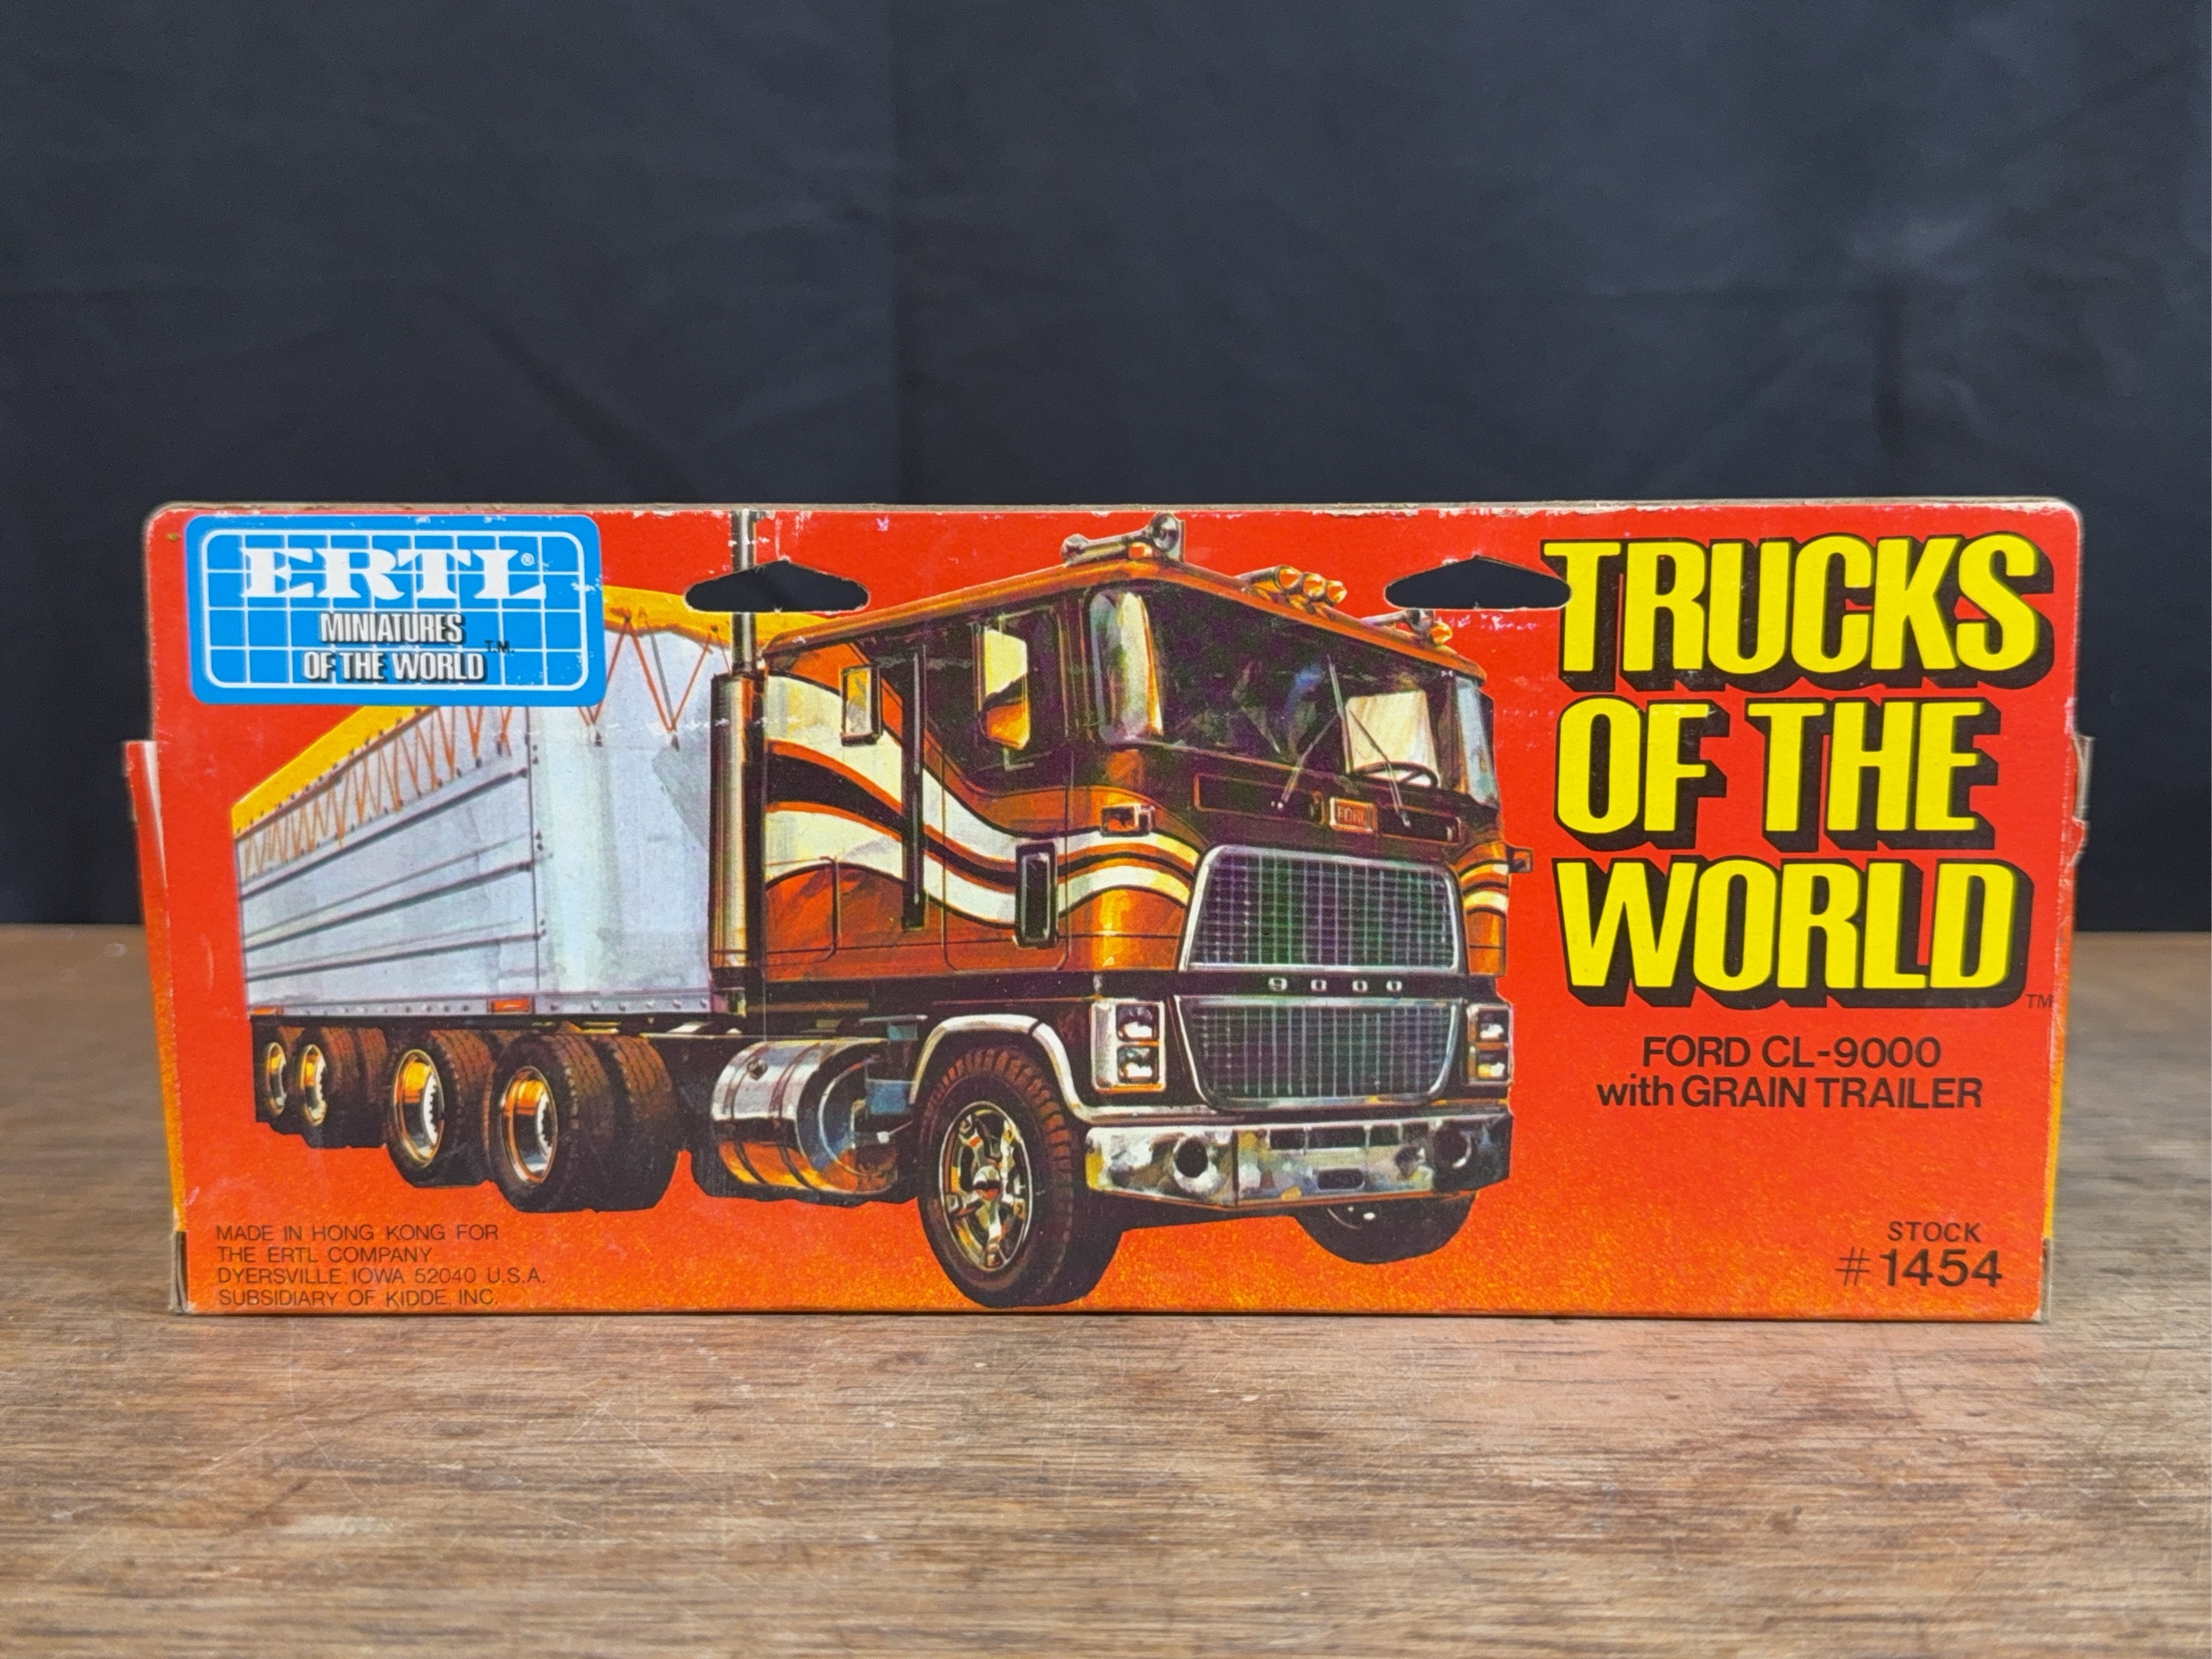 ERTL®
MINIATURES
OF THE WORLD T.M.
TRUCKS
OF THE
WORLD TM
FORD CL-9000
with GRAIN TRAILER
FORD
9000
STOCK
#1454
MADE IN HONG KONG FOR
THE ERTL COMPANY
DYERSVILLE, IOWA 52040 U.S.A.
SUBSIDIARY OF KIDDE, INC.